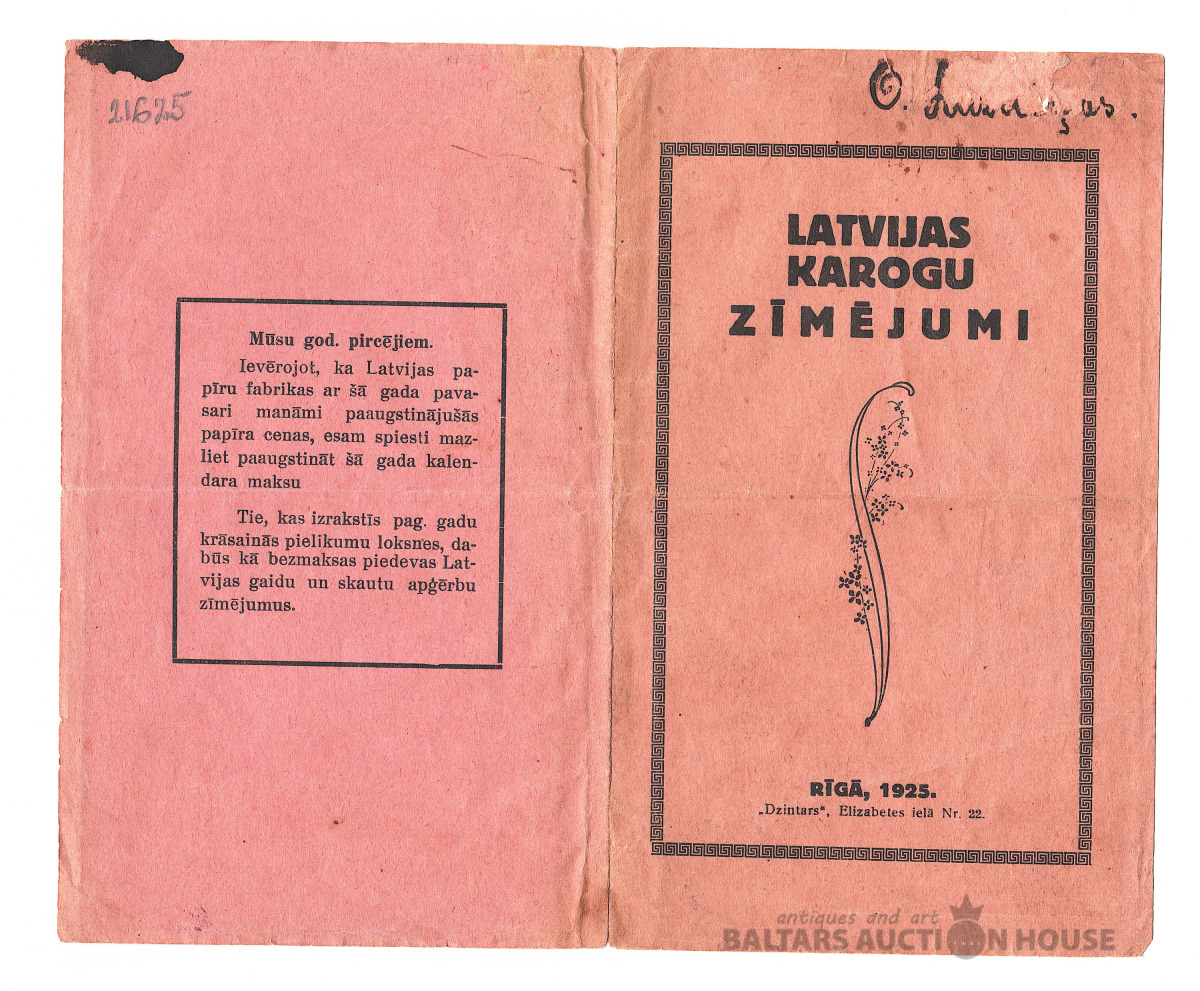 21625
Mūsu god. pircējiem.
Ievērojot, ka Latvijas pa-
pīru fabrikas ar šā gada pava-
sari manāmi paaugstinājušās
papīra cenas, esam spiesti maz-
liet paaugstināt šā gada kalen-
dara maksu
Tie, kas izrakstīs pag. gadu
krāsainās pielikumu loksnes, da-
būs kā bezmaksas piedevas Lat-
vijas gaidu un skautu apģērbu
zīmējumus.
O.
LATVIJAS
KAROGU
ZĪMĒJUMI
RĪGĀ, 1925.
„Dzintars“, Elizabetes ielā Nr. 22.
antiques and art
BALTARS AUCTION HOUSE